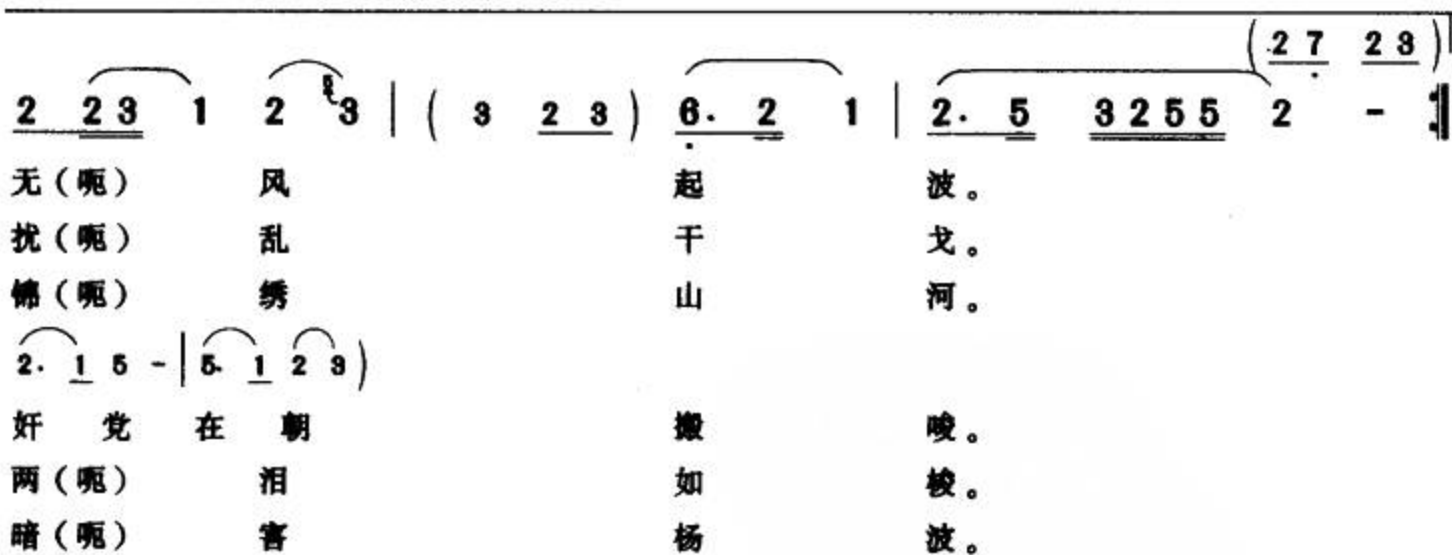 (2 7 2 3)
2 2 3 1 2 5 3 | ( 3 2 3 ) 6. 2 1 | 2. 5 3 2 5 5 2 - :‖
无（呃） 风 起 波。
扰（呃） 乱 干 戈。
锦（呃） 绣 山 河。
2. 1 5 - | 5. 1 2 3 )
奸 党 在 朝 搬 唆。
两（呃） 泪 如 梭。
暗（呃） 害 杨 波。